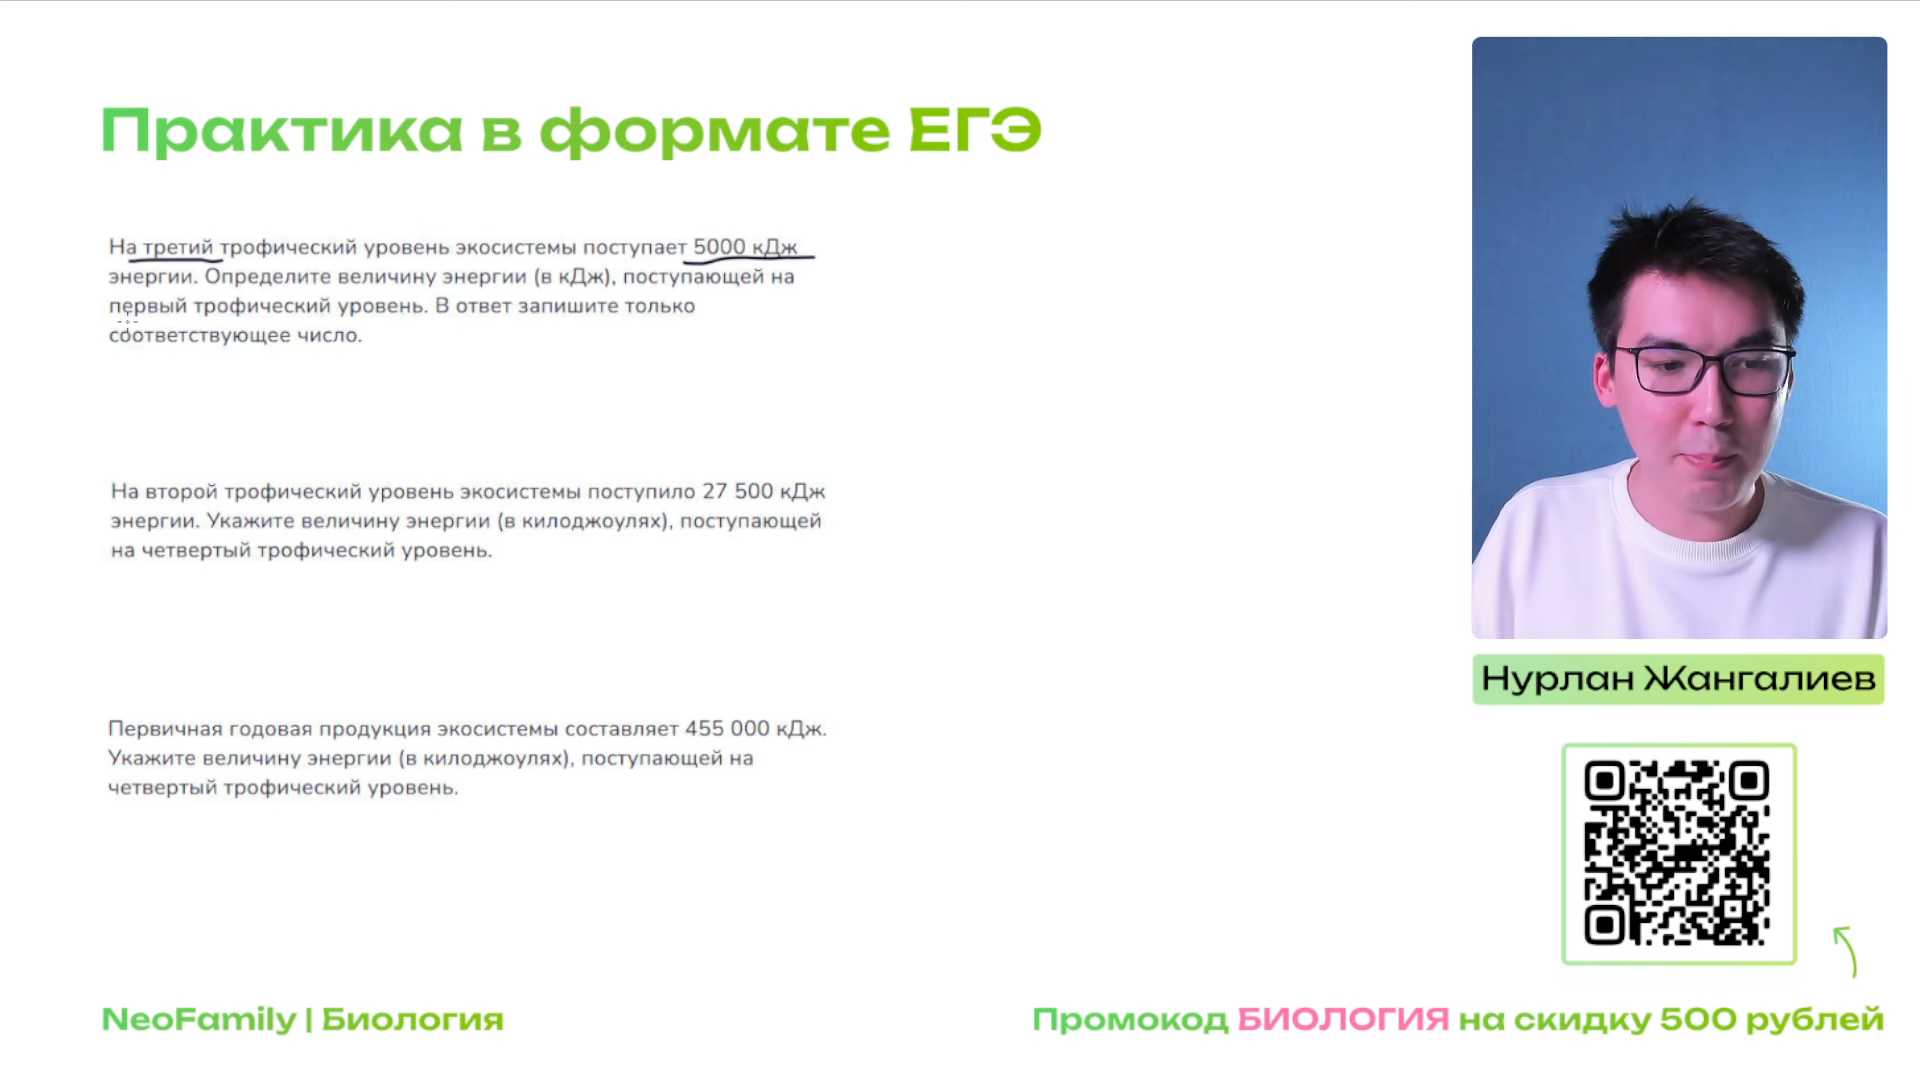 Практика в формате ЕГЭ
На третий трофический уровень экосистемы поступает 5000 кДж
энергии. Определите величину энергии (в кДж), поступающей на
первый трофический уровень. В ответ запишите только
соответствующее число.
На второй трофический уровень экосистемы поступило 27 500 кДж
энергии. Укажите величину энергии (в килоджоулях), поступающей
на четвертый трофический уровень.
Первичная годовая продукция экосистемы составляет 455 000 кДж.
Укажите величину энергии (в килоджоулях), поступающей на
четвертый трофический уровень.
Нурлан Жангалиев
NeoFamily | Биология
Промокод БИОЛОГИЯ на скидку 500 рублей